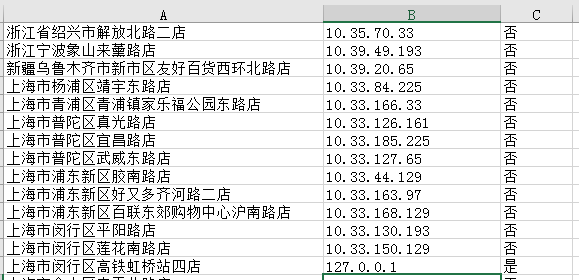 A B C
浙江省绍兴市解放北路二店 10.35.70.33 否
浙江宁波象山来薰路店 10.39.49.193 否
新疆乌鲁木齐市新市区友好百货西环北路店 10.39.20.65 否
上海市杨浦区靖宇东路店 10.33.84.225 否
上海市青浦区青浦镇家乐福公园东路店 10.33.166.33 否
上海市普陀区真光路店 10.33.126.161 否
上海市普陀区宜昌路店 10.33.185.225 否
上海市普陀区武威东路店 10.33.127.65 否
上海市浦东新区胶南路店 10.33.44.129 否
上海市浦东新区好又多齐河路二店 10.33.163.97 否
上海市浦东新区百联东郊购物中心沪南路店 10.33.168.129 否
上海市闵行区平阳路店 10.33.130.193 否
上海市闵行区莲花南路店 10.33.150.129 否
上海市闵行区高铁虹桥站四店 127.0.0.1 是